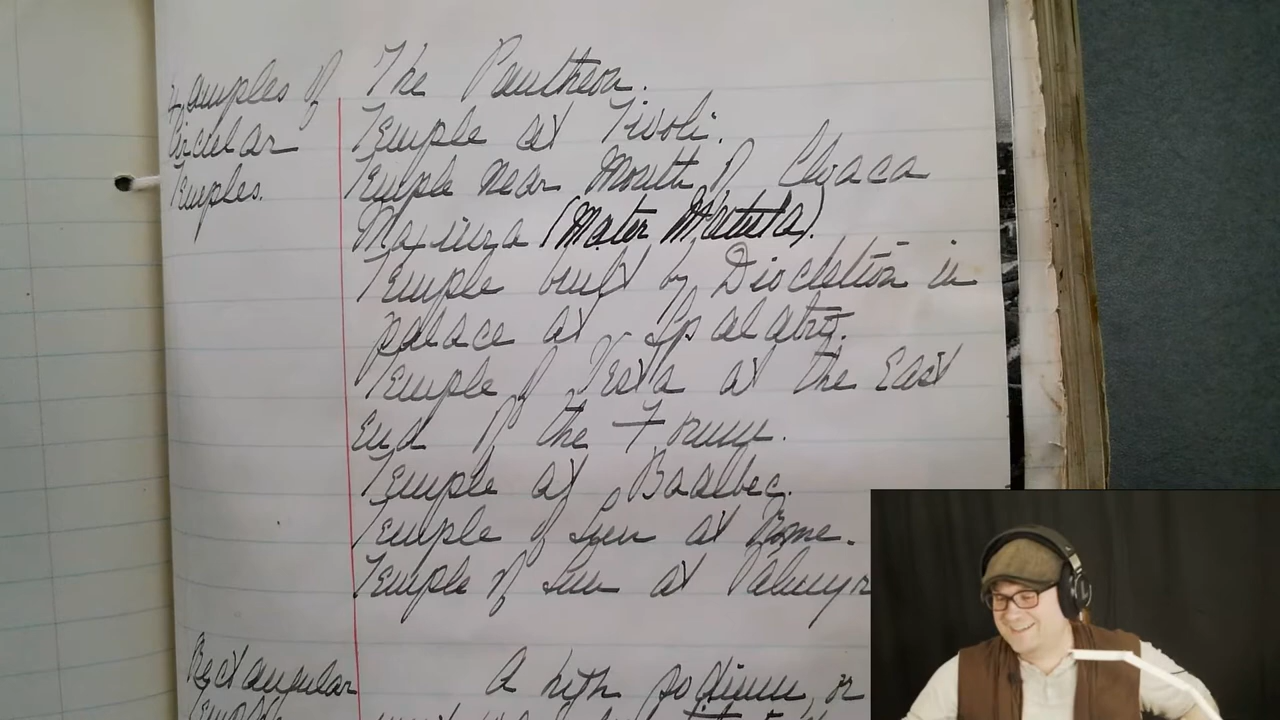 Examples of
Circular
Temples.
The Pantheon.
Temple at Tivoli.
Temple near Mouth of Cloaca
Maxima (Mater Matuta).
Temple built by Diocletian in
palace at Spalatro.
Temple of Vesta at the East
End of the Forum.
Temple at Baalbec.
Temple of Sun at Rome.
Temple of Sun at Palmyr
Rectangular
A high podium, or